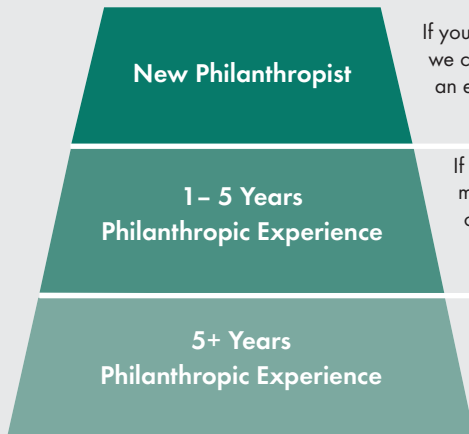 New Philanthropist
If you
we c
an e
1– 5 Years
Philanthropic Experience
If
m
5+ Years
Philanthropic Experience